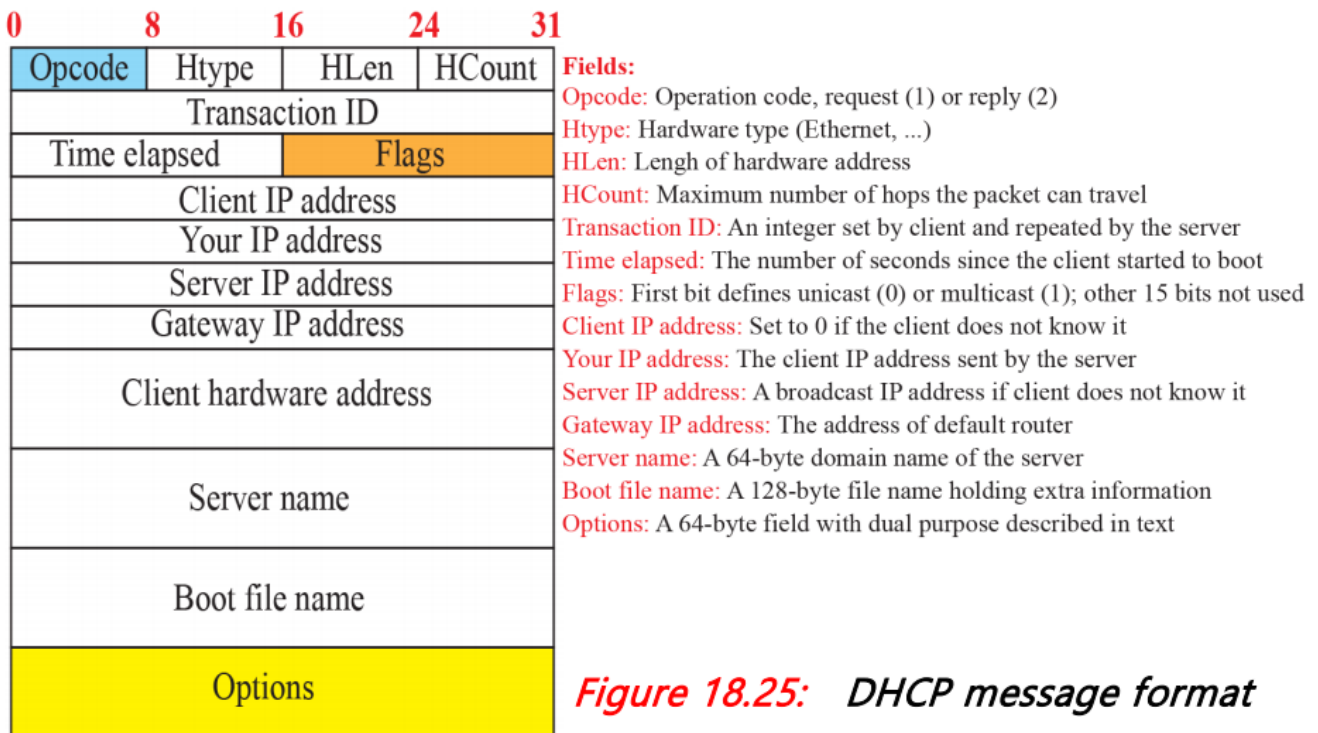 0 8 16 24 31
Opcode Htype HLen HCount
Transaction ID
Time elapsed Flags
Client IP address
Your IP address
Server IP address
Gateway IP address
Client hardware address
Server name
Boot file name
Options
Fields:
Opcode: Operation code, request (1) or reply (2)
Htype: Hardware type (Ethernet, ...)
HLen: Lengh of hardware address
HCount: Maximum number of hops the packet can travel
Transaction ID: An integer set by client and repeated by the server
Time elapsed: The number of seconds since the client started to boot
Flags: First bit defines unicast (0) or multicast (1); other 15 bits not used
Client IP address: Set to 0 if the client does not know it
Your IP address: The client IP address sent by the server
Server IP address: A broadcast IP address if client does not know it
Gateway IP address: The address of default router
Server name: A 64-byte domain name of the server
Boot file name: A 128-byte file name holding extra information
Options: A 64-byte field with dual purpose described in text
Figure 18.25: DHCP message format